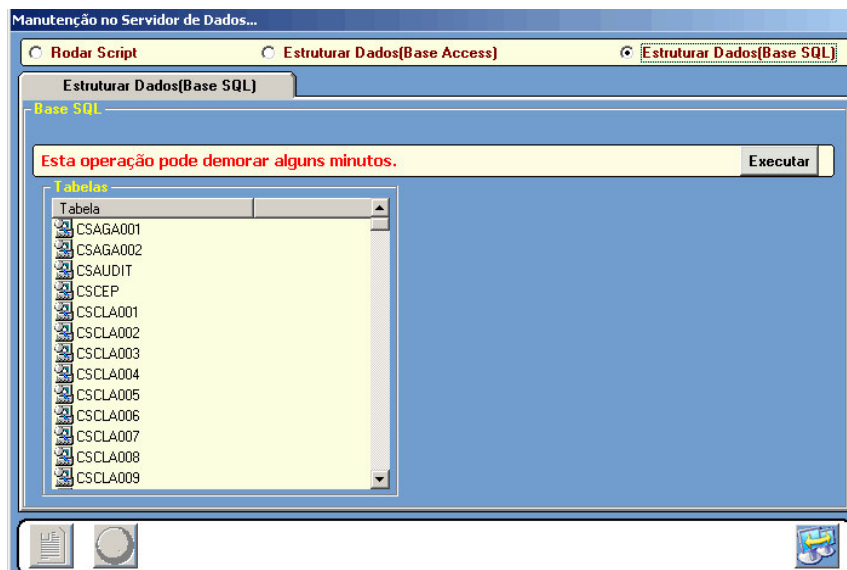 Manutenção no Servidor de Dados...
Rodar Script Estruturar Dados(Base Access) Estruturar Dados(Base SQL)
Estruturar Dados(Base SQL)
Base SQL
Esta operação pode demorar alguns minutos. Executar
Tabelas
Tabela
CSAGA001
CSAGA002
CSAUDIT
CSCEP
CSCLA001
CSCLA002
CSCLA003
CSCLA004
CSCLA005
CSCLA006
CSCLA007
CSCLA008
CSCLA009